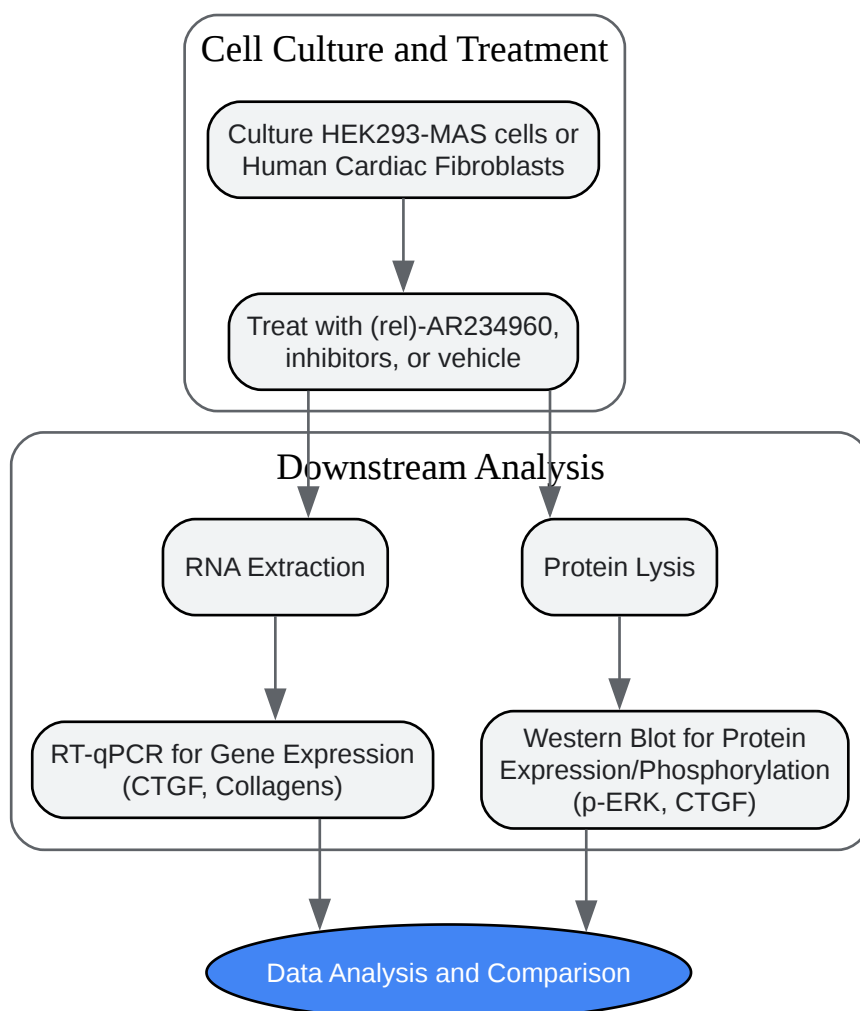 Cell Culture and Treatment
Culture HEK293-MAS cells or
Human Cardiac Fibroblasts
Treat with (rel)-AR234960,
inhibitors, or vehicle
Downstream Analysis
RNA Extraction
Protein Lysis
RT-qPCR for Gene Expression
(CTGF, Collagens)
Western Blot for Protein
Expression/Phosphorylation
(p-ERK, CTGF)
Data Analysis and Comparison